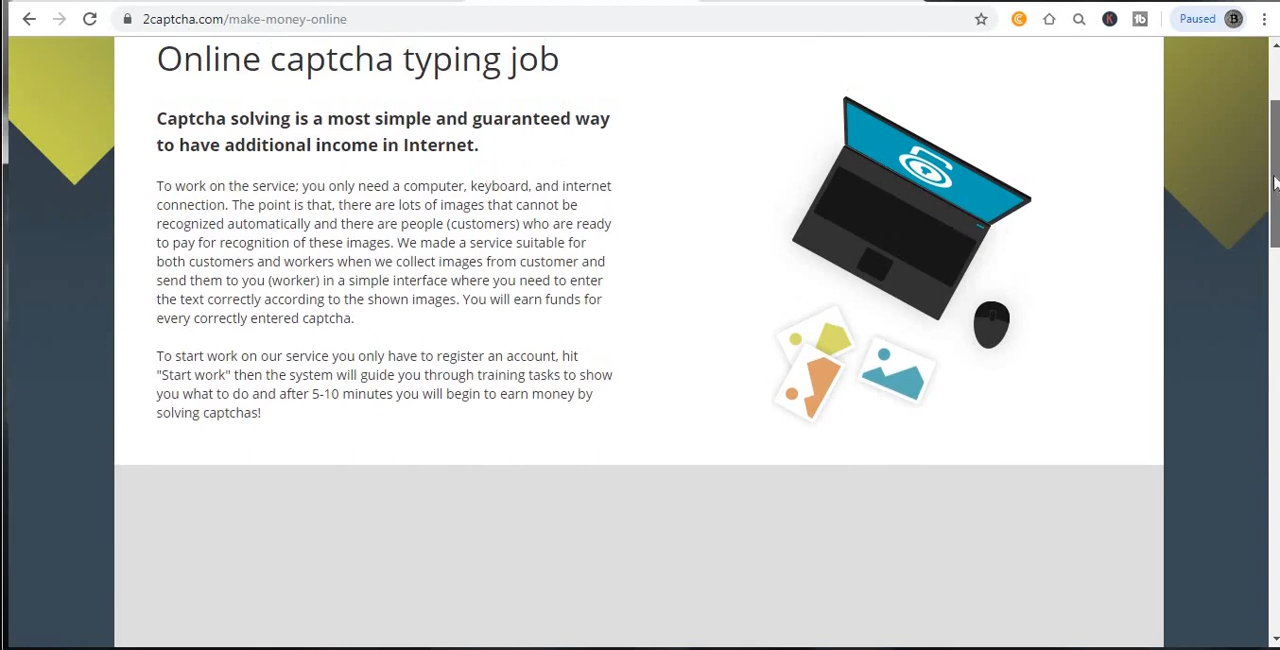 2captcha.com/make-money-online
Paused
Online captcha typing job
Captcha solving is a most simple and guaranteed way
to have additional income in Internet.
To work on the service; you only need a computer, keyboard, and internet
connection. The point is that, there are lots of images that cannot be
recognized automatically and there are people (customers) who are ready
to pay for recognition of these images. We made a service suitable for
both customers and workers when we collect images from customer and
send them to you (worker) in a simple interface where you need to enter
the text correctly according to the shown images. You will earn funds for
every correctly entered captcha.
To start work on our service you only have to register an account, hit
"Start work" then the system will guide you through training tasks to show
you what to do and after 5-10 minutes you will begin to earn money by
solving captchas!